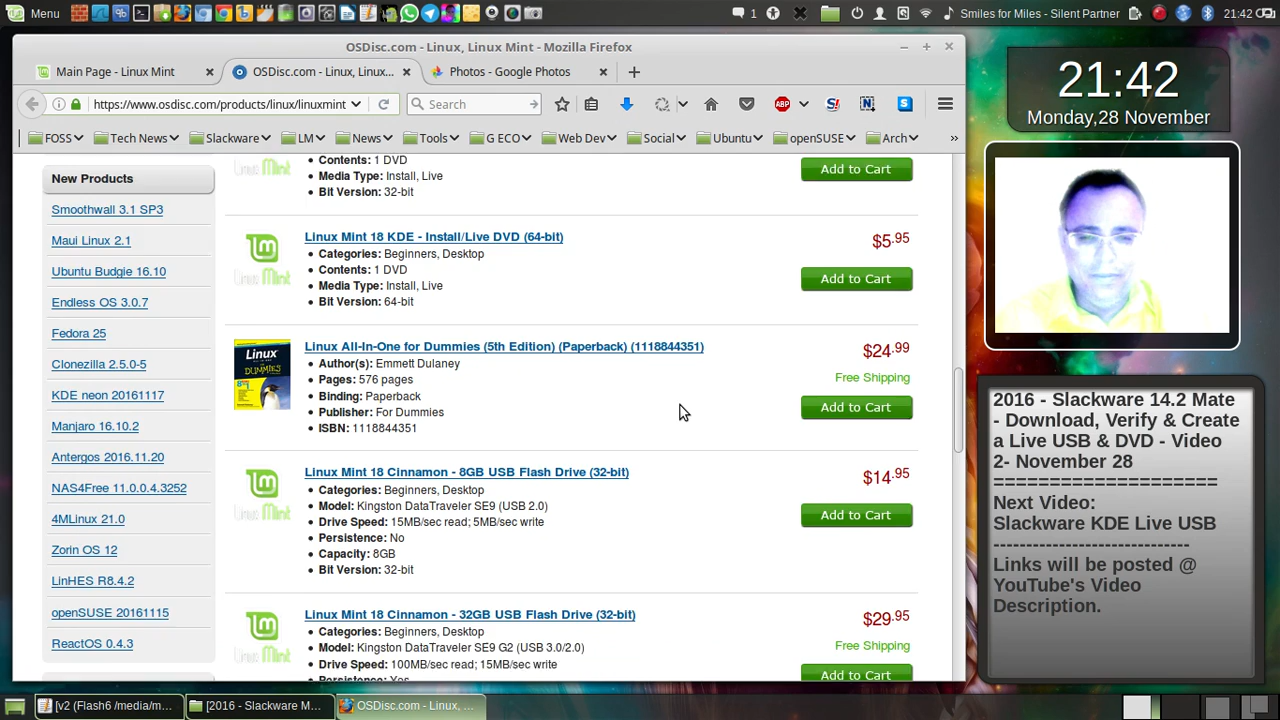 Menu
1
Smiles for Miles - Silent Partner
21:42
OSDisc.com - Linux, Linux Mint - Mozilla Firefox
Main Page - Linux Mint
OSDisc.com - Linux, Linux...
Photos - Google Photos
https://www.osdisc.com/products/linux/linuxmint
Search
ABP
FOSS
Tech News
Slackware
LM
News
Tools
G ECO
Web Dev
Social
Ubuntu
openSUSE
Arch
»
New Products
Smoothwall 3.1 SP3
Maui Linux 2.1
Ubuntu Budgie 16.10
Endless OS 3.0.7
Fedora 25
Clonezilla 2.5.0-5
KDE neon 20161117
Manjaro 16.10.2
Antergos 2016.11.20
NAS4Free 11.0.0.4.3252
4MLinux 21.0
Zorin OS 12
LinHES R8.4.2
openSUSE 20161115
ReactOS 0.4.3
Linux Mint
Contents: 1 DVD
Media Type: Install, Live
Bit Version: 32-bit
Add to Cart
Linux Mint
Linux Mint 18 KDE - Install/Live DVD (64-bit)
Categories: Beginners, Desktop
Contents: 1 DVD
Media Type: Install, Live
Bit Version: 64-bit
$5.95
Add to Cart
Linux
DUMMIES
Linux All-In-One for Dummies (5th Edition) (Paperback) (1118844351)
Author(s): Emmett Dulaney
Pages: 576 pages
Binding: Paperback
Publisher: For Dummies
ISBN: 1118844351
$24.99
Free Shipping
Add to Cart
Linux Mint
Linux Mint 18 Cinnamon - 8GB USB Flash Drive (32-bit)
Categories: Beginners, Desktop
Model: Kingston DataTraveler SE9 (USB 2.0)
Drive Speed: 15MB/sec read; 5MB/sec write
Persistence: No
Capacity: 8GB
Bit Version: 32-bit
$14.95
Add to Cart
Linux Mint
Linux Mint 18 Cinnamon - 32GB USB Flash Drive (32-bit)
Categories: Beginners, Desktop
Model: Kingston DataTraveler SE9 G2 (USB 3.0/2.0)
Drive Speed: 100MB/sec read; 15MB/sec write
Persistence: Yes
$29.95
Free Shipping
Add to Cart
21:42
Monday,28 November
2016 - Slackware 14.2 Mate
- Download, Verify & Create
a Live USB & DVD - Video
2- November 28
====================
Next Video:
Slackware KDE Live USB
----------------------------
Links will be posted @
YouTube's Video
Description.
[v2 (Flash6 /media/m...
[2016 - Slackware M...
OSDisc.com - Linux, ...